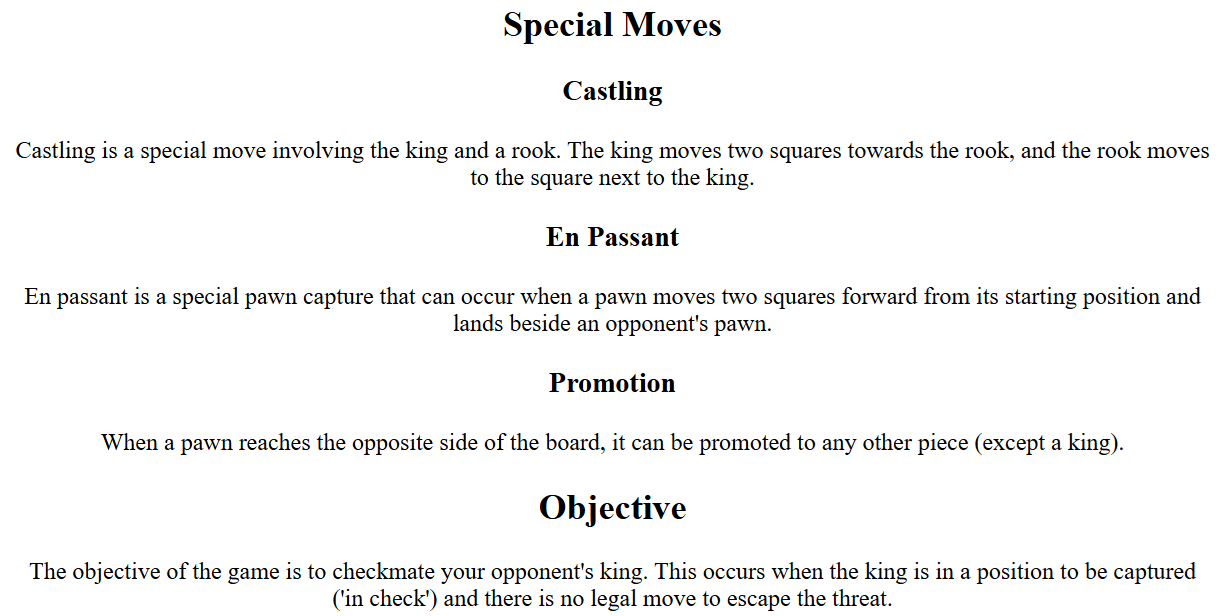 Special Moves
Castling
Castling is a special move involving the king and a rook. The king moves two squares towards the rook, and the rook moves
to the square next to the king.
En Passant
En passant is a special pawn capture that can occur when a pawn moves two squares forward from its starting position and
lands beside an opponent's pawn.
Promotion
When a pawn reaches the opposite side of the board, it can be promoted to any other piece (except a king).
Objective
The objective of the game is to checkmate your opponent's king. This occurs when the king is in a position to be captured
('in check') and there is no legal move to escape the threat.